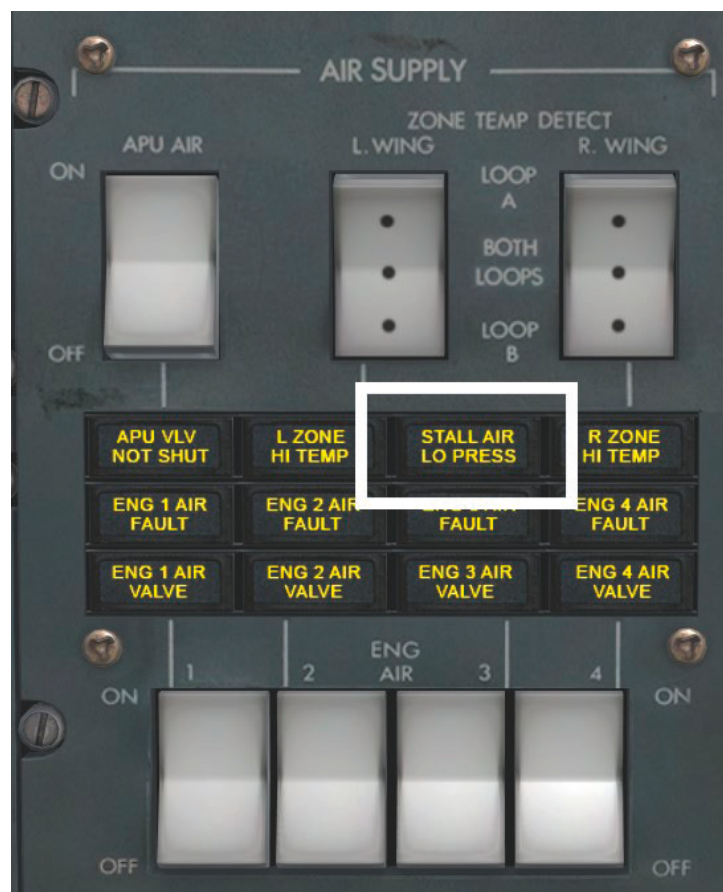 AIR SUPPLY
ZONE TEMP DETECT
APU AIR
L. WING
R. WING
ON
LOOP
A
BOTH
LOOPS
LOOP
B
OFF
APU VLV
NOT SHUT
L ZONE
HI TEMP
STALL AIR
LO PRESS
R ZONE
HI TEMP
ENG 1 AIR
FAULT
ENG 2 AIR
FAULT
FAULT
ENG 4 AIR
FAULT
ENG 1 AIR
VALVE
ENG 2 AIR
VALVE
ENG 3 AIR
VALVE
ENG 4 AIR
VALVE
ENG
AIR
1
2
3
4
ON
ON
OFF
OFF